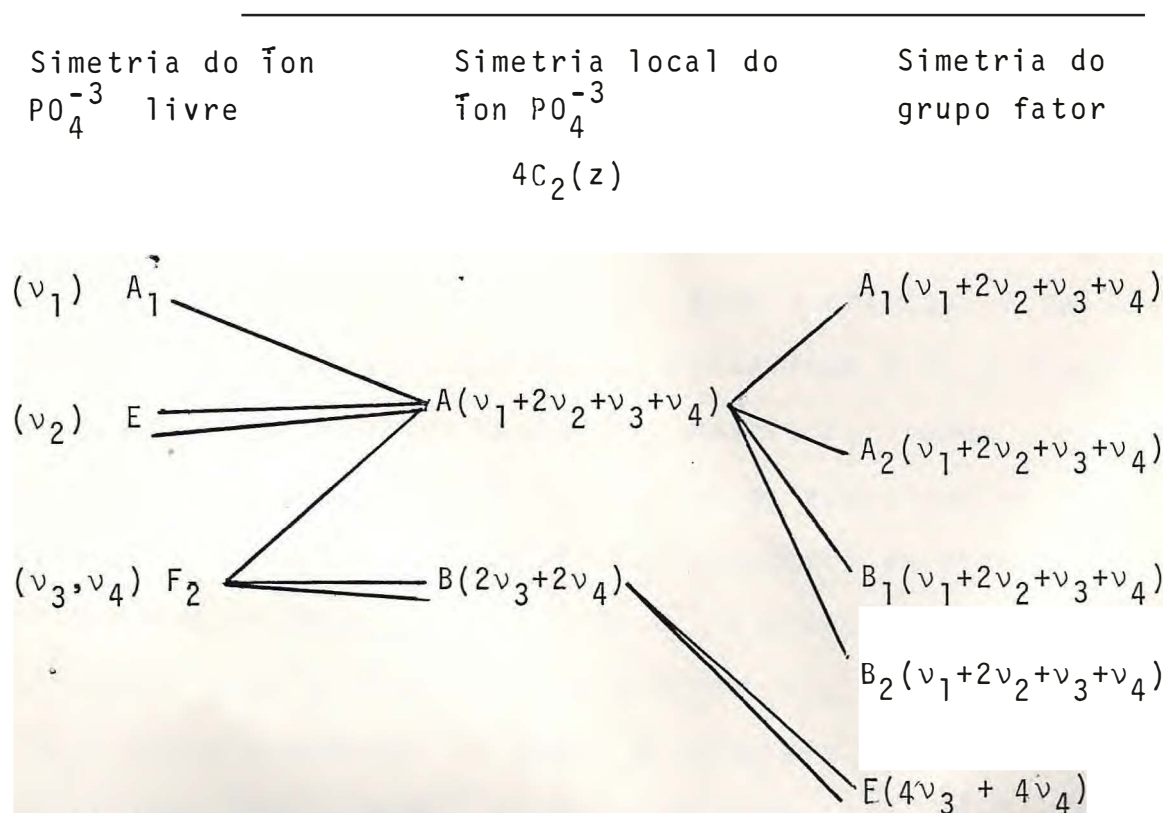 Simetria do íon Simetria local do Simetria do
PO₄⁻³ livre íon PO₄⁻³ grupo fator
4C₂(z)
(ν₁) A₁ A₁(ν₁+2ν₂+ν₃+ν₄)
(ν₂) E A(ν₁+2ν₂+ν₃+ν₄)
A₂(ν₁+2ν₂+ν₃+ν₄)
(ν₃,ν₄) F₂ B(2ν₃+2ν₄) B₁(ν₁+2ν₂+ν₃+ν₄)
B₂(ν₁+2ν₂+ν₃+ν₄)
E(4ν₃ + 4ν₄)